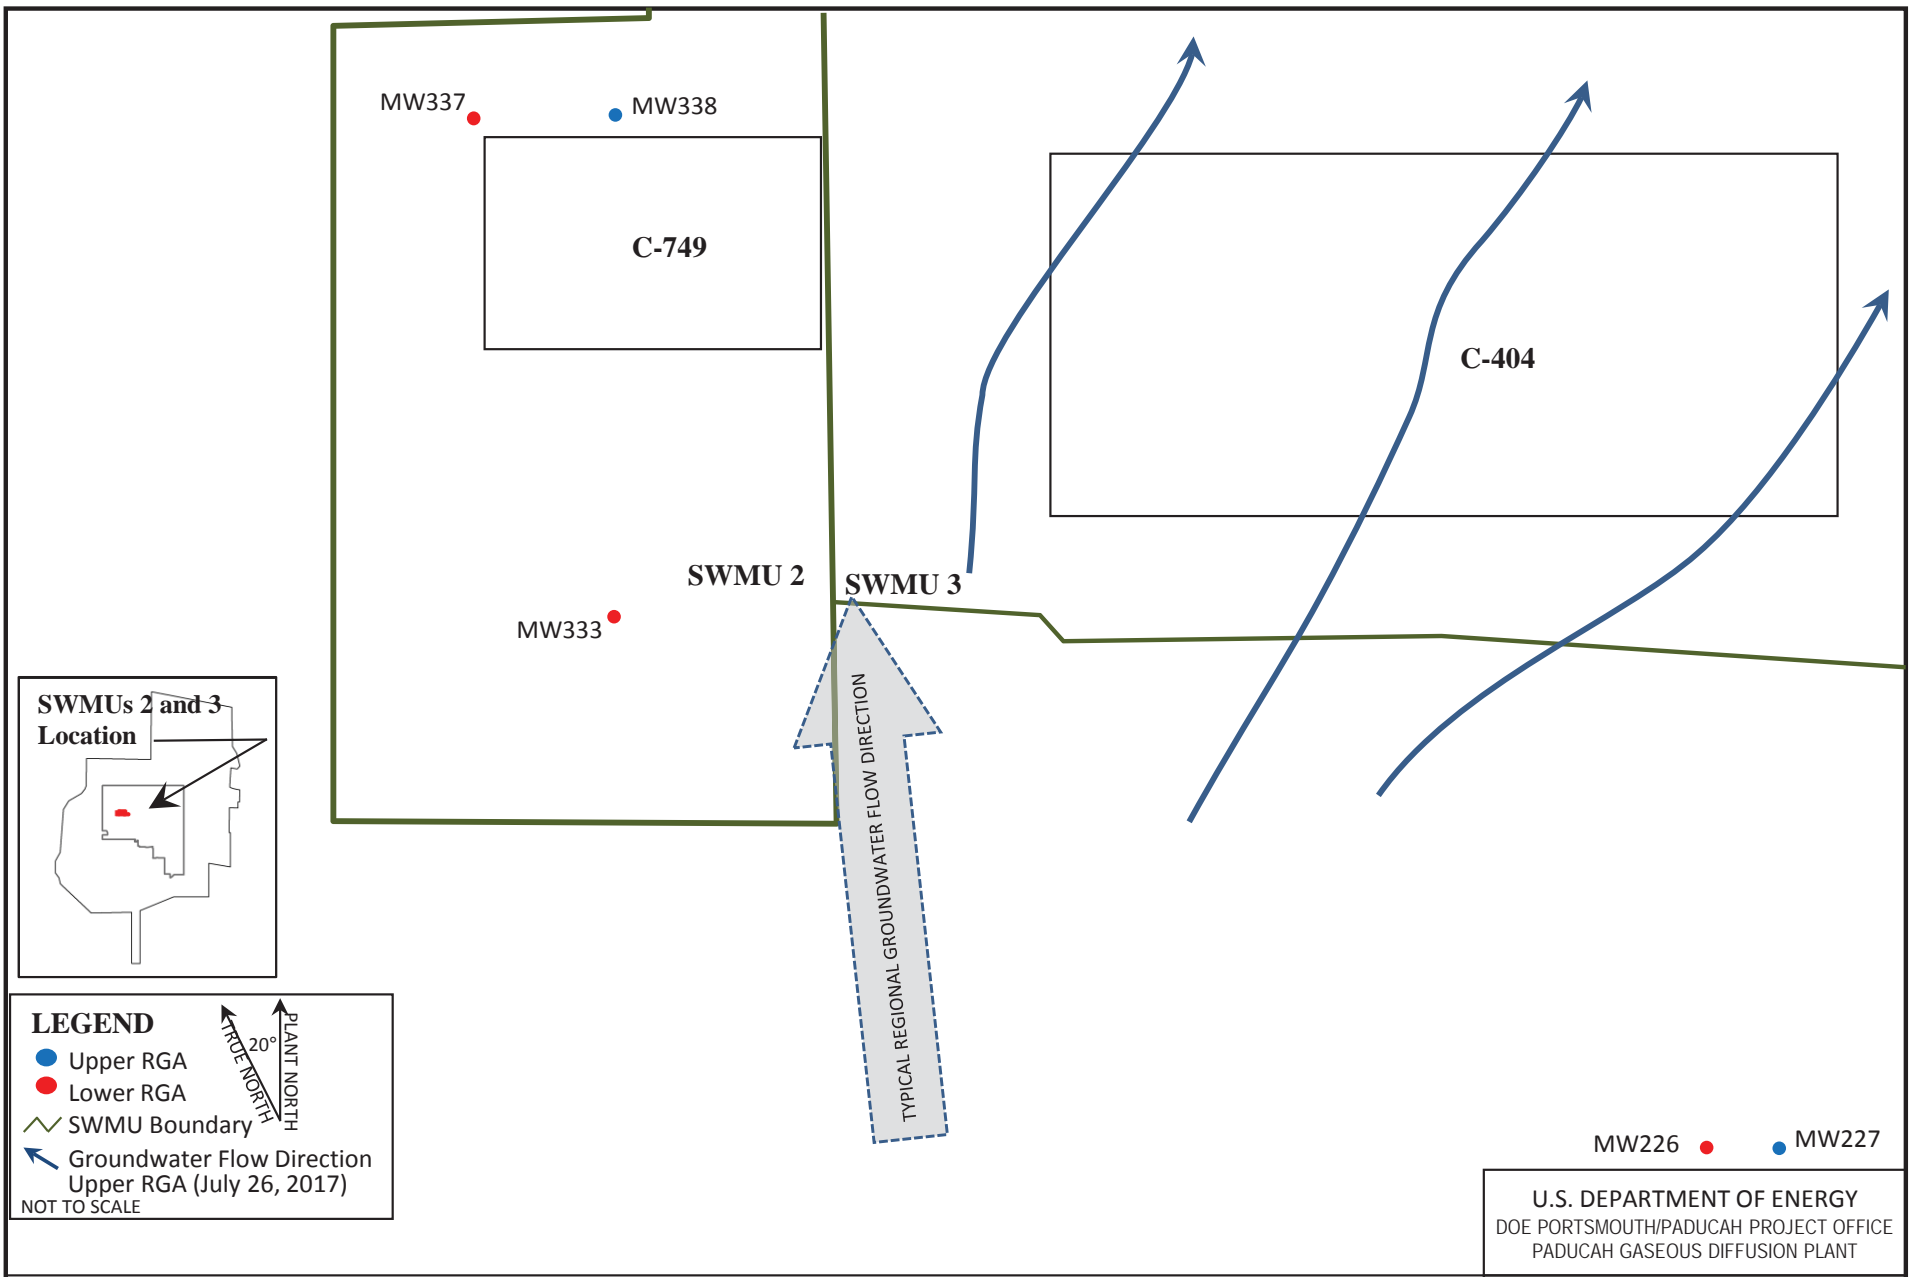 MW337
MW338
C-749
C-404
SWMU 2
SWMU 3
MW333
TYPICAL REGIONAL GROUNDWATER FLOW DIRECTION
SWMUs 2 and 3
Location
LEGEND
Upper RGA
Lower RGA
SWMU Boundary
Groundwater Flow Direction
Upper RGA (July 26, 2017)
NOT TO SCALE
TRUE NORTH
20°
PLANT NORTH
MW226
MW227
U.S. DEPARTMENT OF ENERGY
DOE PORTSMOUTH/PADUCAH PROJECT OFFICE
PADUCAH GASEOUS DIFFUSION PLANT